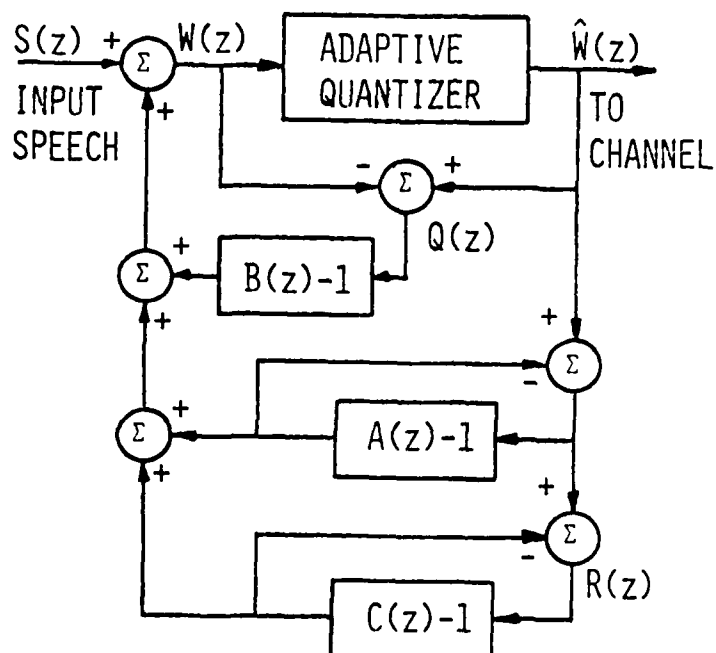 S(z) +
Σ
W(z)
ADAPTIVE
QUANTIZER
Ŵ(z)
INPUT
SPEECH
+
TO
CHANNEL
-
Σ
+
Q(z)
+
Σ
B(z)-1
+
+
Σ
-
+
Σ
A(z)-1
+
+
Σ
-
R(z)
C(z)-1